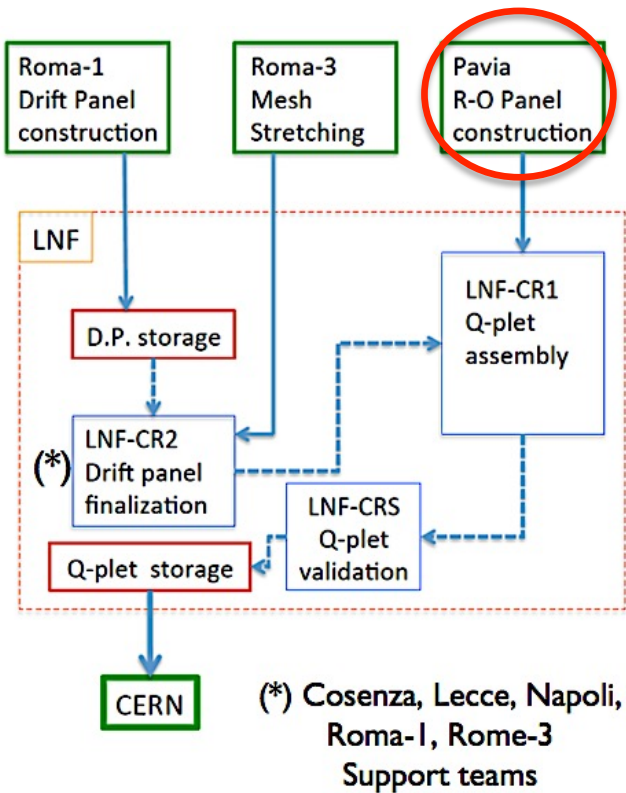 Roma-1
Drift Panel
construction
Roma-3
Mesh
Stretching
Pavia
R-O Panel
construction
LNF
D.P. storage
LNF-CR1
Q-plet
assembly
(*)
LNF-CR2
Drift panel
finalization
LNF-CRS
Q-plet
validation
Q-plet storage
CERN
(*) Cosenza, Lecce, Napoli,
Roma-1, Rome-3
Support teams